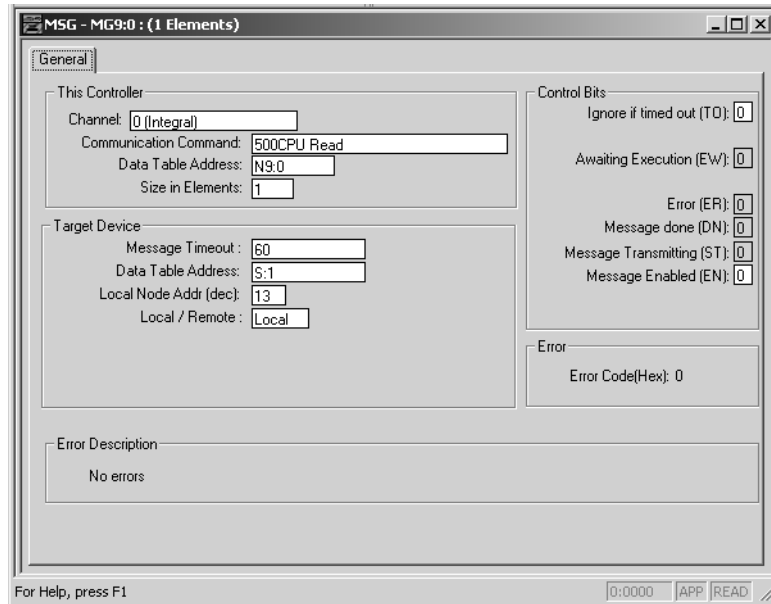 MSG - MG9:0 : (1 Elements)
General
This Controller
Channel: 0 (Integral)
Communication Command: 500CPU Read
Data Table Address: N9:0
Size in Elements: 1
Target Device
Message Timeout : 60
Data Table Address: S:1
Local Node Addr (dec): 13
Local / Remote : Local
Control Bits
Ignore if timed out (TO): 0
Awaiting Execution (EW): 0
Error (ER): 0
Message done (DN): 0
Message Transmitting (ST): 0
Message Enabled (EN): 0
Error
Error Code(Hex): 0
Error Description
No errors
For Help, press F1
0:0000 APP READ